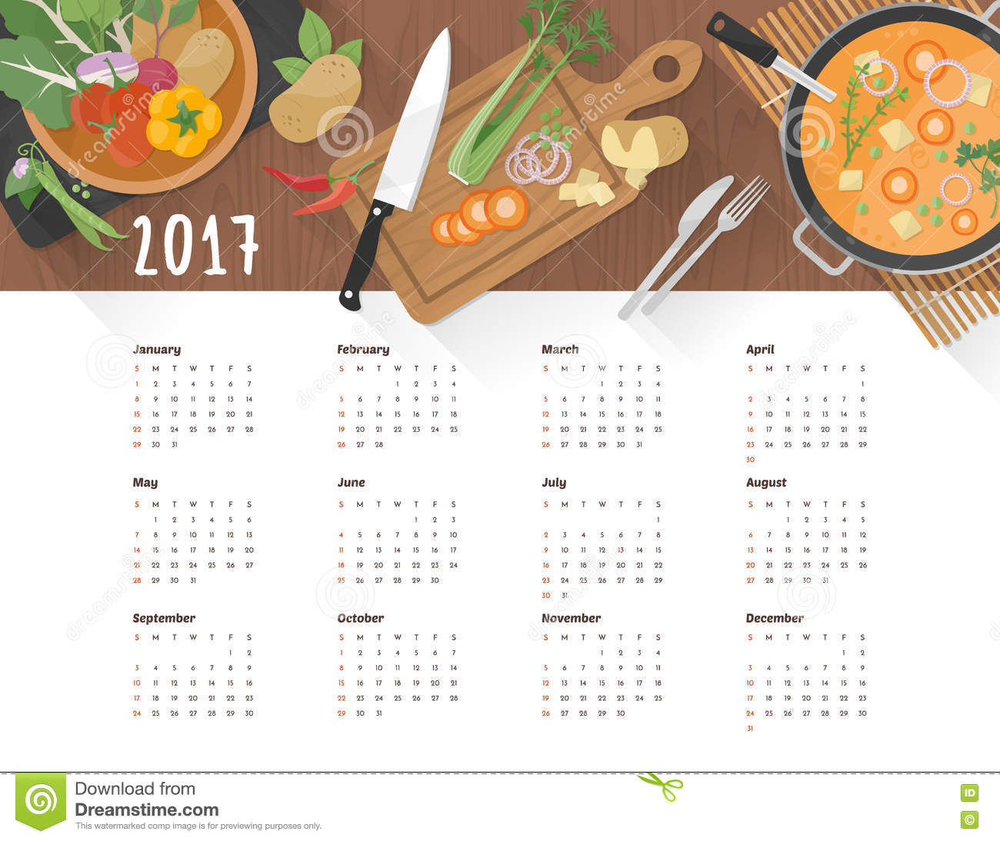 2017
January February March April
S M T W T F S S M T W T F S S M T W T F S S M T W T F S
1 2 3 4 5 6 7 1 2 3 4 1 2 3 4 1
8 9 10 11 12 13 14 5 6 7 8 9 10 11 5 6 7 8 9 10 11 2 3 4 5 6 7 8
15 16 17 18 19 20 21 12 13 14 15 16 17 18 12 13 14 15 16 17 18 9 10 11 12 13 14 15
22 23 24 25 26 27 28 19 20 21 22 23 24 25 19 20 21 22 23 24 25 16 17 18 19 20 21 22
29 30 31 26 27 28 26 27 28 29 30 31 23 24 25 26 27 28 29
30
May June July August
S M T W T F S S M T W T F S S M T W T F S S M T W T F S
1 2 3 4 5 6 1 2 3 1 1 2 3 4 5
7 8 9 10 11 12 13 4 5 6 7 8 9 10 2 3 4 5 6 7 8 6 7 8 9 10 11 12
14 15 16 17 18 19 20 11 12 13 14 15 16 17 9 10 11 12 13 14 15 13 14 15 16 17 18 19
21 22 23 24 25 26 27 18 19 20 21 22 23 24 16 17 18 19 20 21 22 20 21 22 23 24 25 26
28 29 30 31 25 26 27 28 29 30 23 24 25 26 27 28 29 27 28 29 30 31
30 31
September October November December
S M T W T F S S M T W T F S S M T W T F S S M T W T F S
1 2 1 2 3 4 5 6 7 1 2 3 4 1 2
3 4 5 6 7 8 9 8 9 10 11 12 13 14 5 6 7 8 9 10 11 3 4 5 6 7 8 9
10 11 12 13 14 15 16 15 16 17 18 19 20 21 12 13 14 15 16 17 18 10 11 12 13 14 15 16
17 18 19 20 21 22 23 22 23 24 25 26 27 28 19 20 21 22 23 24 25 17 18 19 20 21 22 23
24 25 26 27 28 29 30 29 30 31 26 27 28 29 30 24 25 26 27 28 29 30
31
Download from
Dreamstime.com
This watermarked comp image is for previewing purposes only.
ID
©
dreamstime
dreamstime
dreamstime
dreamstime
dreamstime
dreamstime
dreamstime
dreamstime